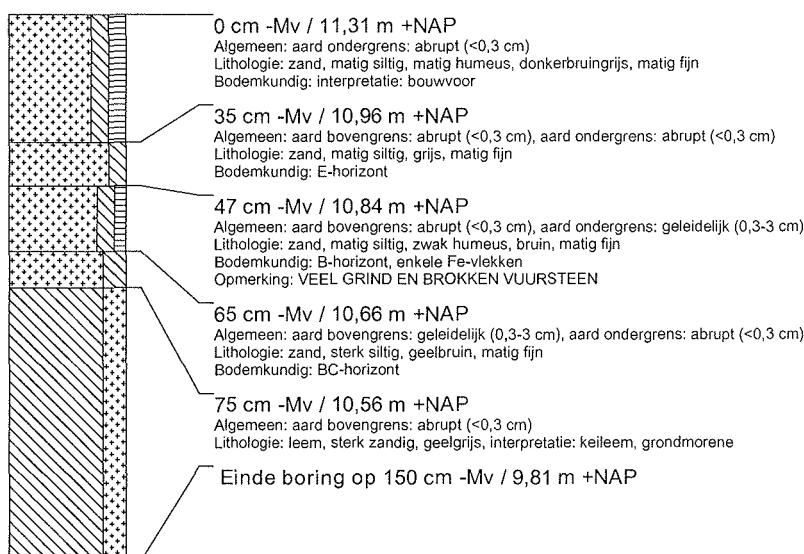 0 cm -Mv / 11,31 m +NAP
Algemeen: aard ondergrens: abrupt (<0,3 cm)
Lithologie: zand, matig siltig, matig humeus, donkerbruingrijs, matig fijn
Bodemkundig: interpretatie: bouwvoor
35 cm -Mv / 10,96 m +NAP
Algemeen: aard bovengrens: abrupt (<0,3 cm), aard ondergrens: abrupt (<0,3 cm)
Lithologie: zand, matig siltig, grijs, matig fijn
Bodemkundig: E-horizont
47 cm -Mv / 10,84 m +NAP
Algemeen: aard bovengrens: abrupt (<0,3 cm), aard ondergrens: geleidelijk (0,3-3 cm)
Lithologie: zand, matig siltig, zwak humeus, bruin, matig fijn
Bodemkundig: B-horizont, enkele Fe-vlekken
Opmerking: VEEL GRIND EN BROKKEN VUURSTEEN
65 cm -Mv / 10,66 m +NAP
Algemeen: aard bovengrens: geleidelijk (0,3-3 cm), aard ondergrens: abrupt (<0,3 cm)
Lithologie: zand, sterk siltig, geelbruin, matig fijn
Bodemkundig: BC-horizont
75 cm -Mv / 10,56 m +NAP
Algemeen: aard bovengrens: abrupt (<0,3 cm)
Lithologie: leem, sterk zandig, geelgrijs, interpretatie: keileem, grondmorene
Einde boring op 150 cm -Mv / 9,81 m +NAP